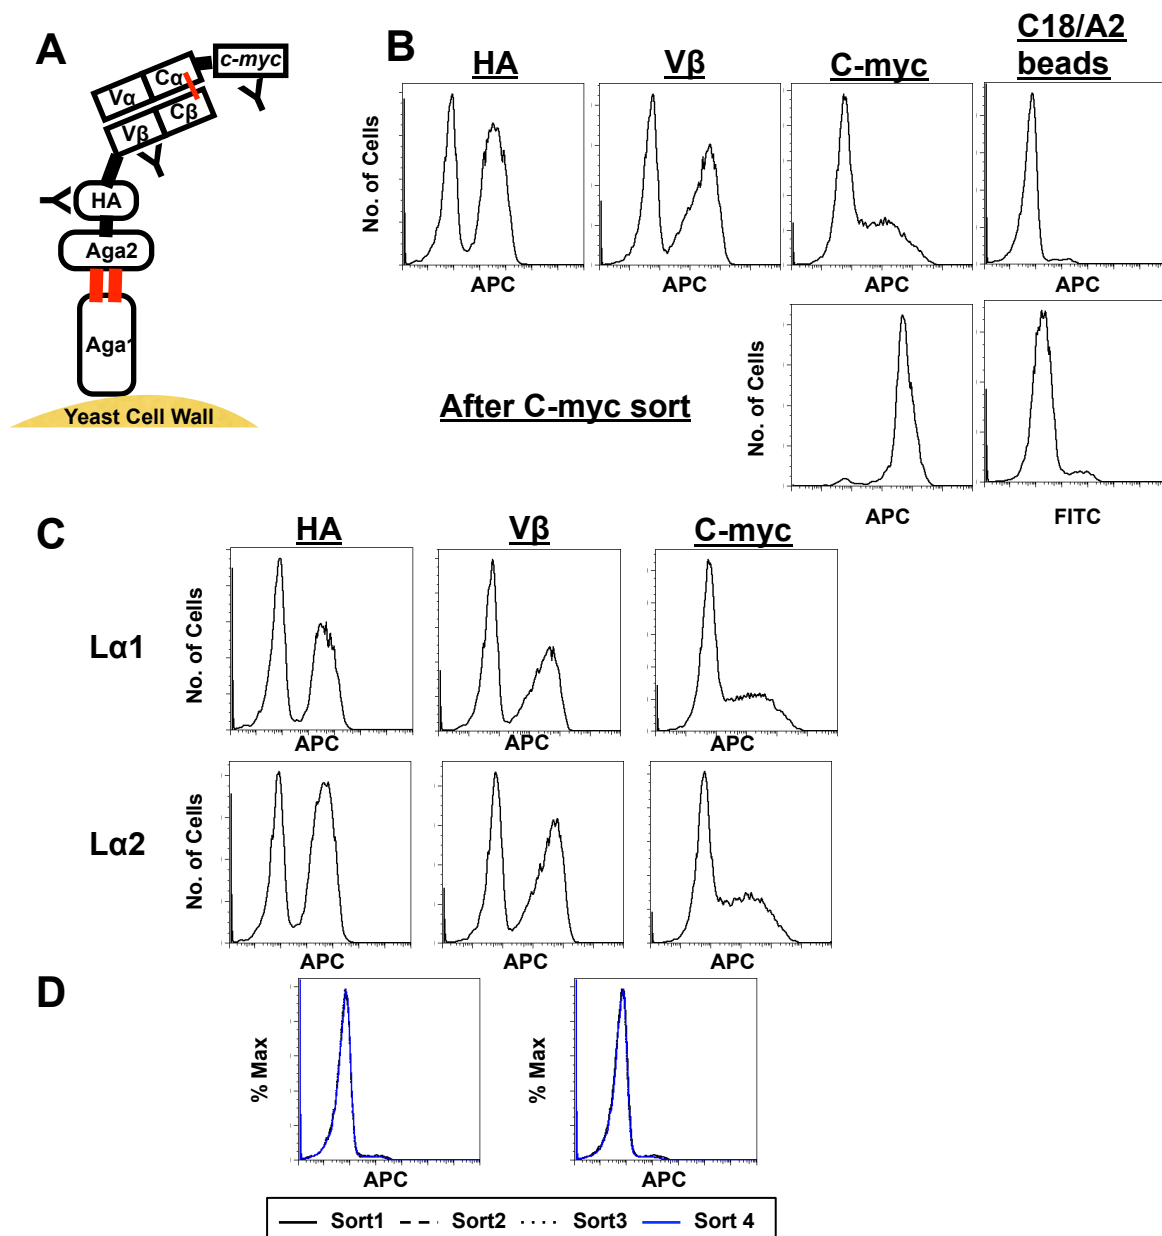 A
c-myc
Vα Cα
Vβ Cβ
HA
Aga2
Aga1
Yeast Cell Wall
B
HA Vβ C-myc C18/A2 beads
No. of Cells
APC APC APC APC
After C-myc sort
No. of Cells
APC FITC
C
HA Vβ C-myc
Lα1
No. of Cells
APC APC APC
Lα2
No. of Cells
APC APC APC
D
% Max % Max
APC APC
Sort1 Sort2 Sort3 Sort 4